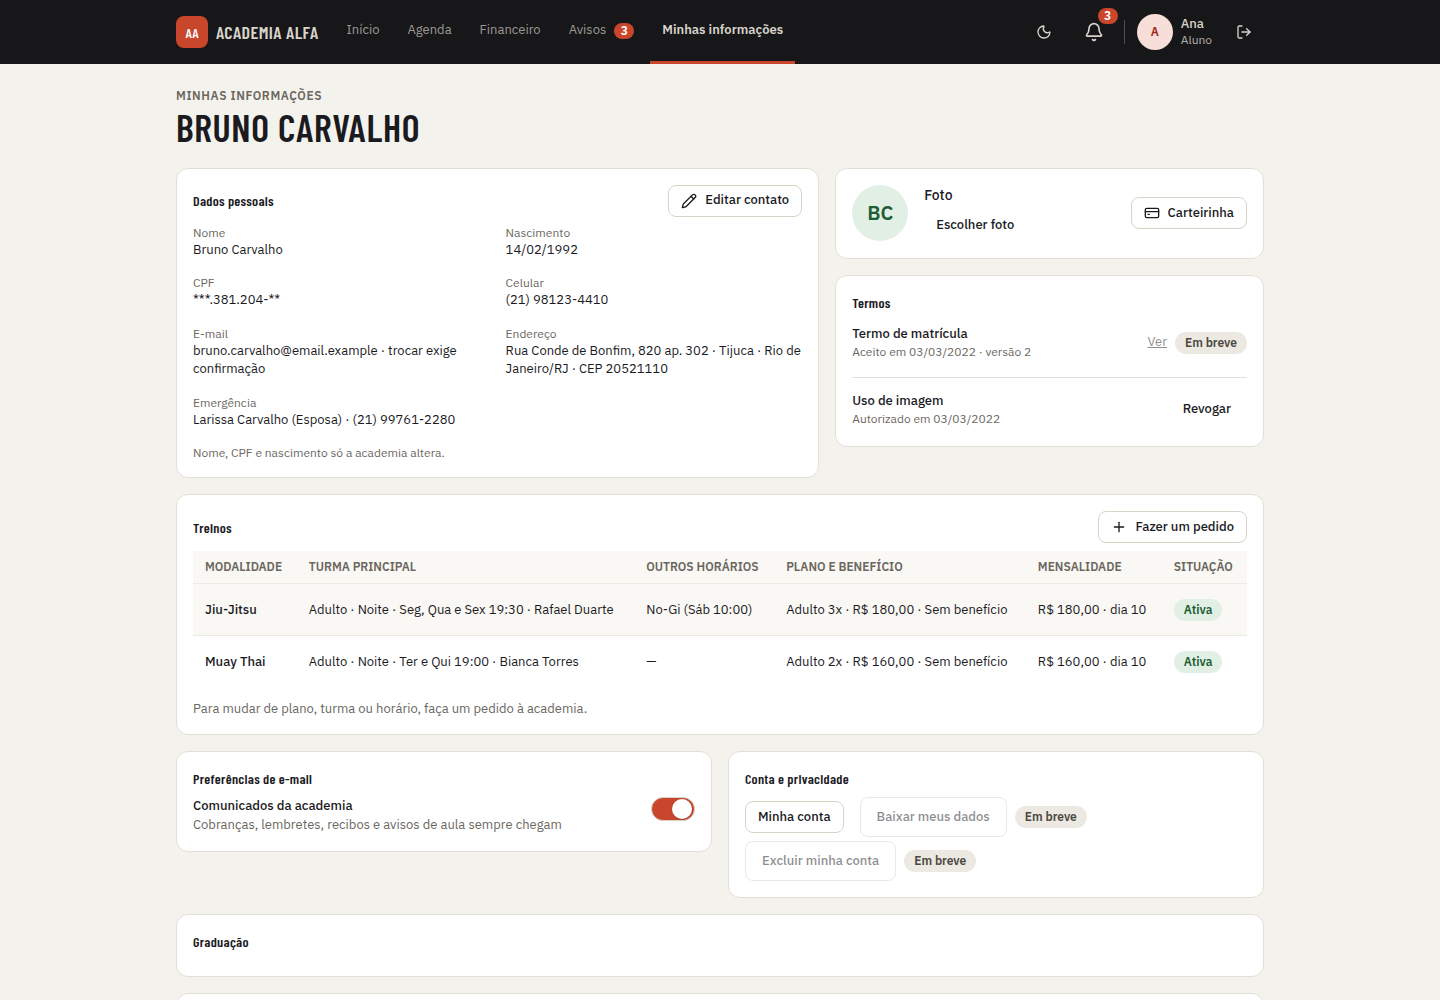 AA ACADEMIA ALFA Início Agenda Financeiro Avisos 3 Minhas informações 3 A Ana
Aluno
MINHAS INFORMAÇÕES
BRUNO CARVALHO
Dados pessoais
Editar contato
Nome
Bruno Carvalho
Nascimento
14/02/1992
CPF
***.381.204-**
Celular
(21) 98123-4410
E-mail
bruno.carvalho@email.example · trocar exige
confirmação
Endereço
Rua Conde de Bonfim, 820 ap. 302 · Tijuca · Rio de
Janeiro/RJ · CEP 20521110
Emergência
Larissa Carvalho (Esposa) · (21) 99761-2280
Nome, CPF e nascimento só a academia altera.
BC
Foto
Escolher foto
Carteirinha
Termos
Termo de matrícula
Aceito em 03/03/2022 · versão 2
Ver Em breve
Uso de imagem
Autorizado em 03/03/2022
Revogar
Treinos
Fazer um pedido
MODALIDADE TURMA PRINCIPAL OUTROS HORÁRIOS PLANO E BENEFÍCIO MENSALIDADE SITUAÇÃO
Jiu-Jitsu Adulto · Noite · Seg, Qua e Sex 19:30 · Rafael Duarte No-Gi (Sáb 10:00) Adulto 3x · R$ 180,00 · Sem benefício R$ 180,00 · dia 10 Ativa
Muay Thai Adulto · Noite · Ter e Qui 19:00 · Bianca Torres — Adulto 2x · R$ 160,00 · Sem benefício R$ 160,00 · dia 10 Ativa
Para mudar de plano, turma ou horário, faça um pedido à academia.
Preferências de e-mail
Comunicados da academia
Cobranças, lembretes, recibos e avisos de aula sempre chegam
Conta e privacidade
Minha conta Baixar meus dados Em breve
Excluir minha conta Em breve
Graduação